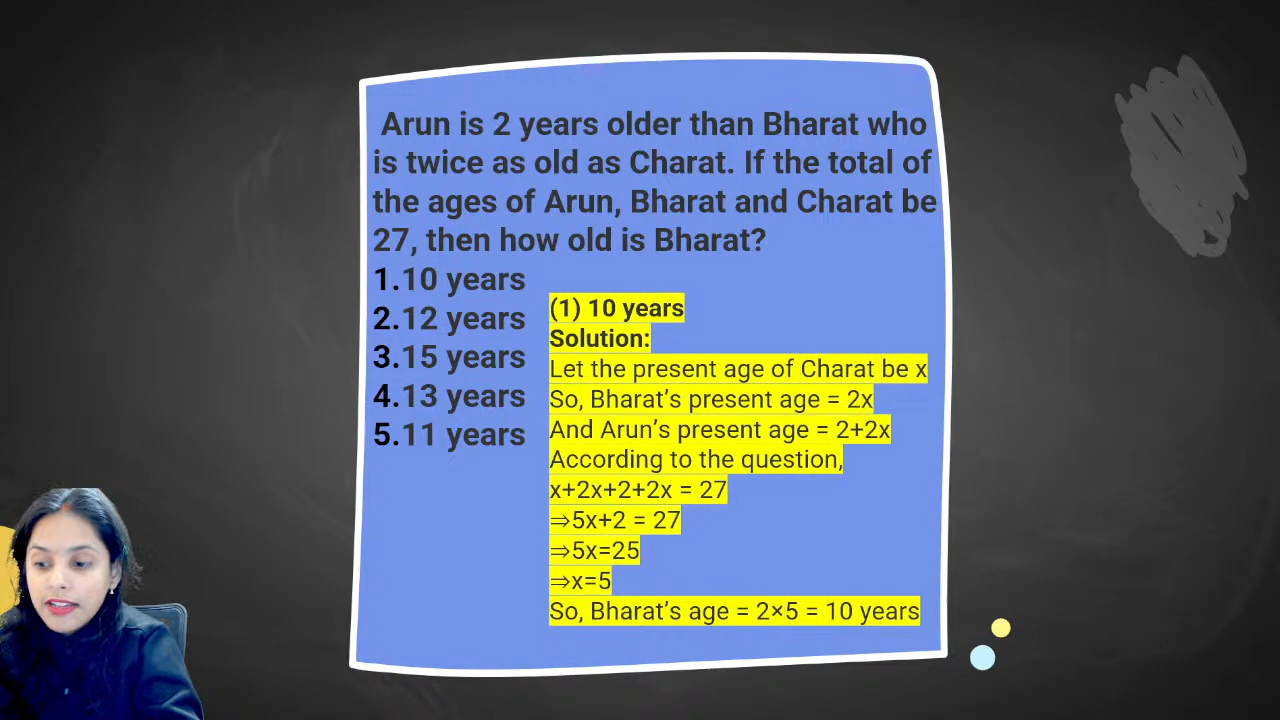 Arun is 2 years older than Bharat who
is twice as old as Charat. If the total of
the ages of Arun, Bharat and Charat be
27, then how old is Bharat?
1.10 years
2.12 years
3.15 years
4.13 years
5.11 years
(1) 10 years
Solution:
Let the present age of Charat be x
So, Bharat’s present age = 2x
And Arun’s present age = 2+2x
According to the question,
x+2x+2+2x = 27
⇒5x+2 = 27
⇒5x=25
⇒x=5
So, Bharat’s age = 2×5 = 10 years